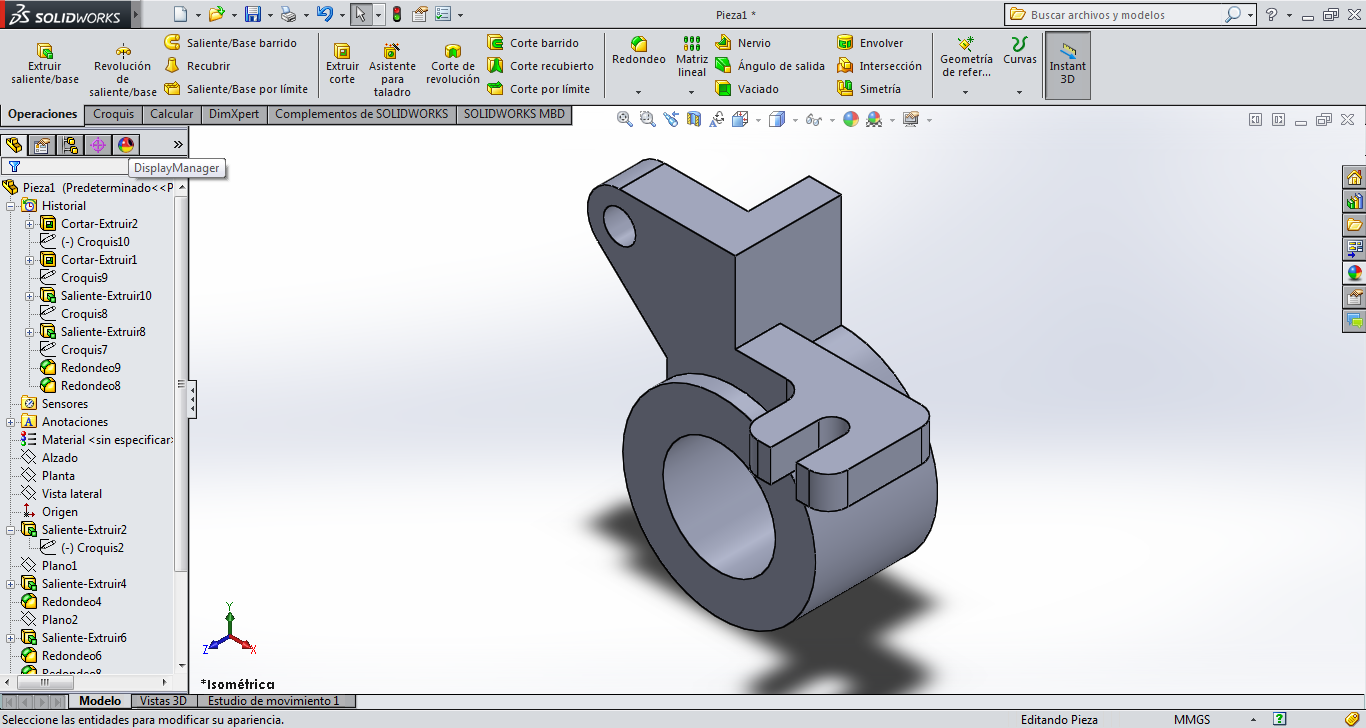 SOLIDWORKS
Pieza1 *
Buscar archivos y modelos
Extruir
saliente/base
Revolución
de
saliente/base
Saliente/Base barrido
Recubrir
Saliente/Base por límite
Extruir
corte
Asistente
para
taladro
Corte de
revolución
Corte barrido
Corte recubierto
Corte por límite
Redondeo
Matriz
lineal
Nervio
Ángulo de salida
Vaciado
Envolver
Intersección
Simetría
Geometría
de refer...
Curvas
Instant
3D
Operaciones
Croquis
Calcular
DimXpert
Complementos de SOLIDWORKS
SOLIDWORKS MBD
DisplayManager
Pieza1 (Predeterminado<<P
Historial
Cortar-Extruir2
(-) Croquis10
Cortar-Extruir1
Croquis9
Saliente-Extruir10
Croquis8
Saliente-Extruir8
Croquis7
Redondeo9
Redondeo8
Sensores
Anotaciones
Material <sin especificar>
Alzado
Planta
Vista lateral
Origen
Saliente-Extruir2
(-) Croquis2
Plano1
Saliente-Extruir4
Redondeo4
Plano2
Saliente-Extruir6
Redondeo6
Redondeo8
Y
Z
X
*Isométrica
Modelo
Vistas 3D
Estudio de movimiento 1
Seleccione las entidades para modificar su apariencia.
Editando Pieza
MMGS